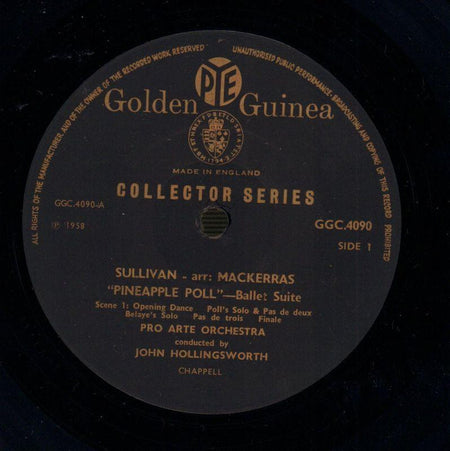 ALL RIGHTS OF THE MANUFACTURER AND OF THE OWNER OF THE RECORDED WORK RESERVED
UNAUTHORISED PUBLIC PERFORMANCE, BROADCASTING AND COPYING OF THIS RECORD PROHIBITED
PYE
Golden Guinea
MADE IN ENGLAND
COLLECTOR SERIES
GGC.4090-A
GGC.4090
℗ 1958
SIDE 1
SULLIVAN - arr: MACKERRAS
"PINEAPPLE POLL"—Ballet Suite
Scene 1: Opening Dance Poll's Solo & Pas de deux
Belaye's Solo Pas de trois Finale
PRO ARTE ORCHESTRA
conducted by
JOHN HOLLINGSWORTH
CHAPPELL